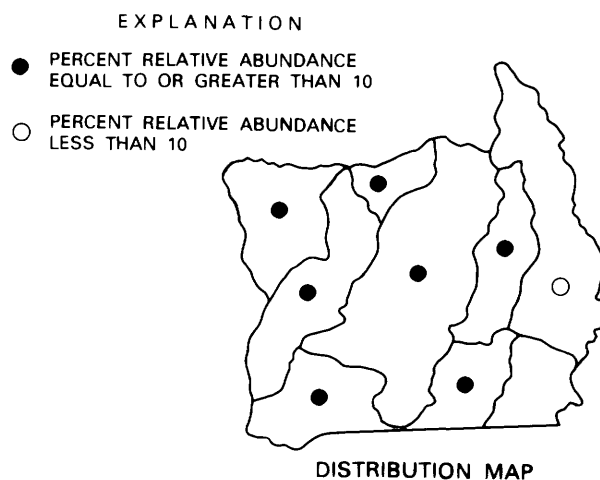 EXPLANATION
PERCENT RELATIVE ABUNDANCE
EQUAL TO OR GREATER THAN 10
PERCENT RELATIVE ABUNDANCE
LESS THAN 10
DISTRIBUTION MAP